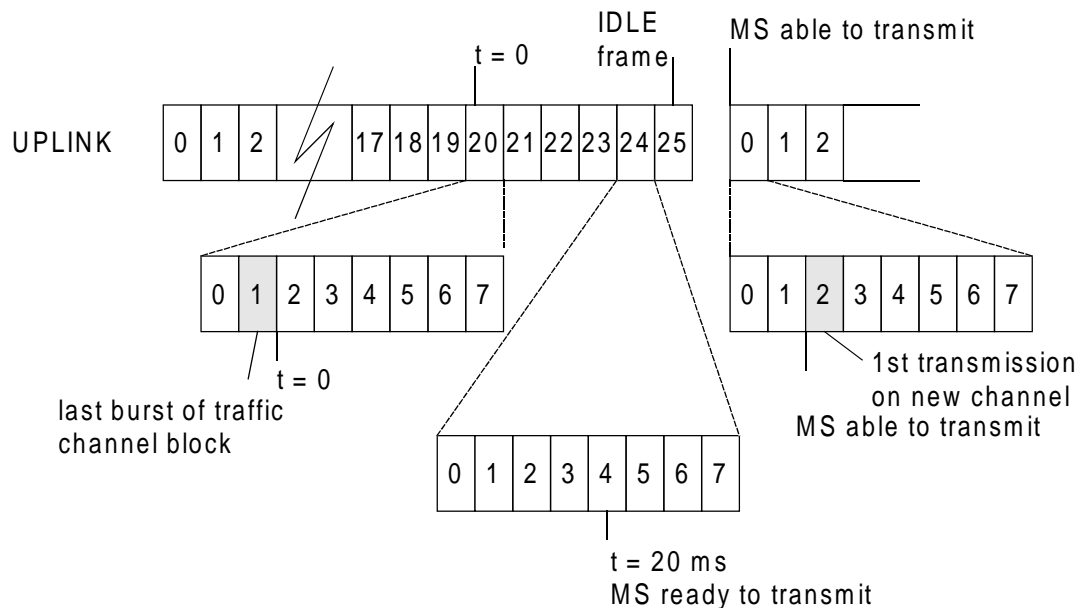 IDLE
frame
MS able to transmit
t = 0
UPLINK
0 1 2 17 18 19 20 21 22 23 24 25
0 1 2
0 1 2 3 4 5 6 7
0 1 2 3 4 5 6 7
t = 0
last burst of traffic
channel block
1st transmission
on new channel
MS able to transmit
0 1 2 3 4 5 6 7
t = 20 ms
MS ready to transmit